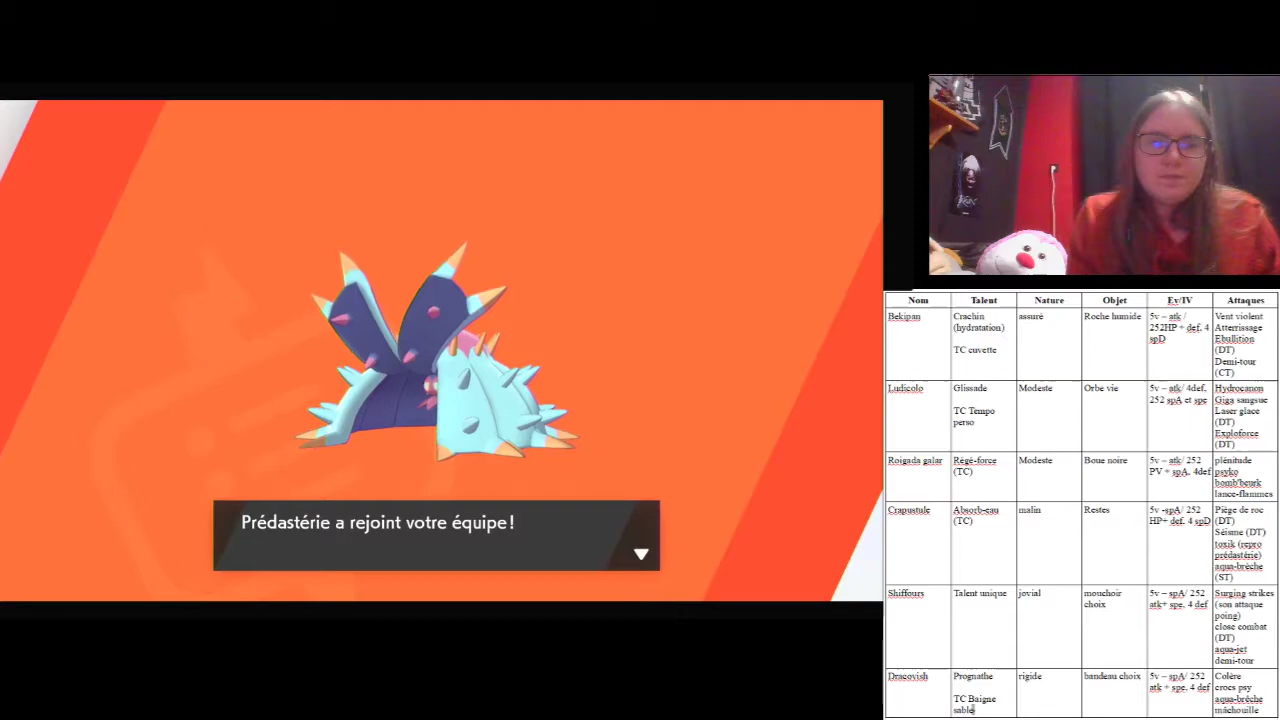 Prédastérie a rejoint votre équipe !
Nom Talent Nature Objet Ev/IV Attaques
Bekipan
Crachin
(hydratation)
TC cuvette
assuré
Roche humide
5v – atk /
252HP + def, 4
spD
Vent violent
Atterrissage
Ebullition
(DT)
Demi-tour
(CT)
Ludicolo
Glissade
TC Tempo
perso
Modeste
Orbe vie
5v – atk/ 4def,
252 spA et spe
Hydrocanon
Giga sangsue
Laser glace
(DT)
Exploforce
(DT)
Roigada galar
Régé-force
(TC)
Modeste
Boue noire
5v – atk/ 252
PV + spA, 4def
plénitude
psyko
bomb'beurk
lance-flammes
Crapustule
Absorb-eau
(TC)
malin
Restes
5v -spA/ 252
HP+ def, 4 spD
Piège de roc
(DT)
Séisme (DT)
toxik (repro
prédastérie)
aqua-brèche
(ST)
Shiffours
Talent unique
jovial
mouchoir
choix
5v – spA/ 252
atk+ spe, 4 def
Surging strikes
(son attaque
poing)
close combat
(DT)
aqua-jet
demi-tour
Dracovish
Prognathe
TC Baigne
sable
rigide
bandeau choix
5v – spA/ 252
atk + spe, 4 def
Colère
crocs psy
aqua-brèche
mâchouille